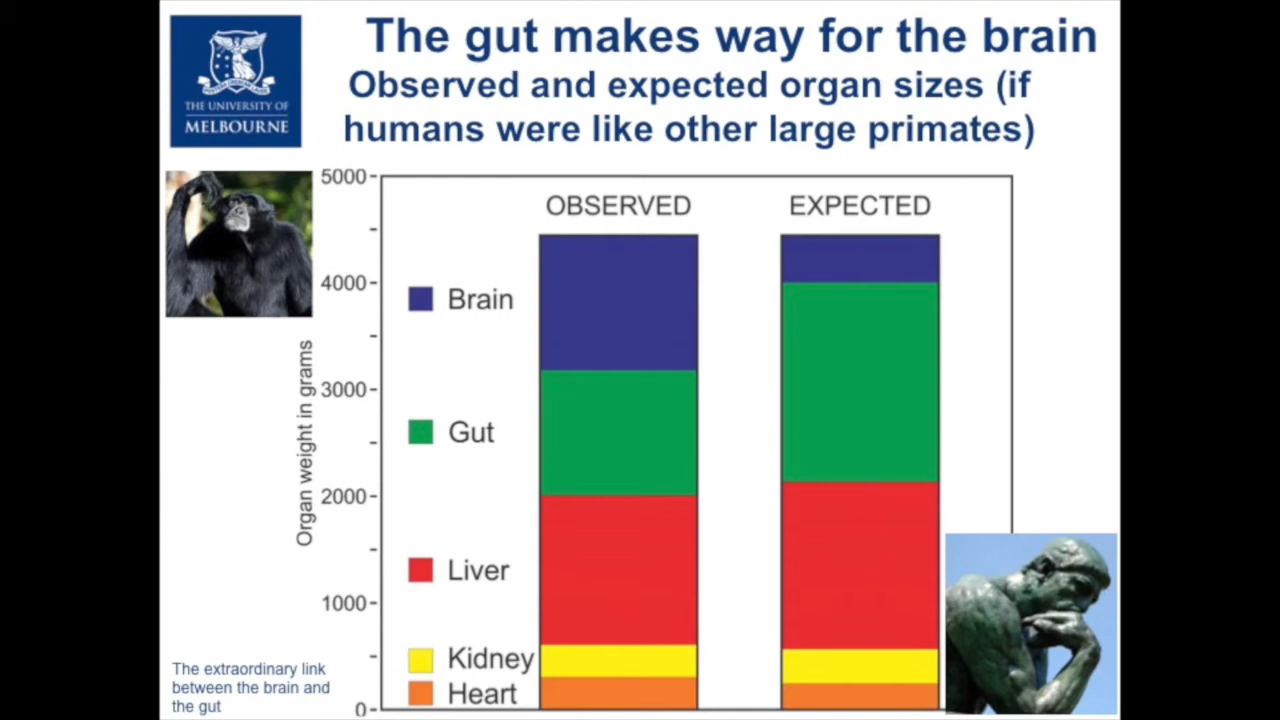 The gut makes way for the brain
Observed and expected organ sizes (if
humans were like other large primates)
THE UNIVERSITY OF
MELBOURNE
5000
OBSERVED
EXPECTED
4000
Brain
Organ weight in grams
3000
Gut
2000
Liver
1000
Kidney
Heart
0
The extraordinary link
between the brain and
the gut